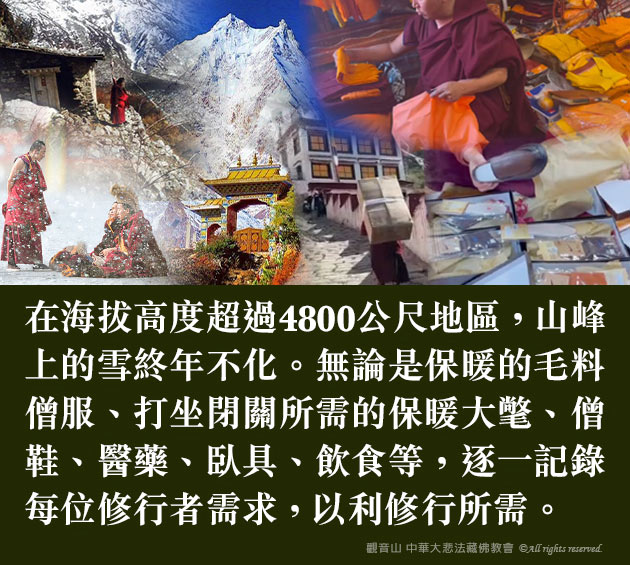 在海拔高度超過4800公尺地區，山峰
上的雪終年不化。無論是保暖的毛料
僧服、打坐閉關所需的保暖大氅、僧
鞋、醫藥、臥具、飲食等，逐一記錄
每位修行者需求，以利修行所需。
觀音山 中華大悲法藏佛教會 ©All rights reserved.